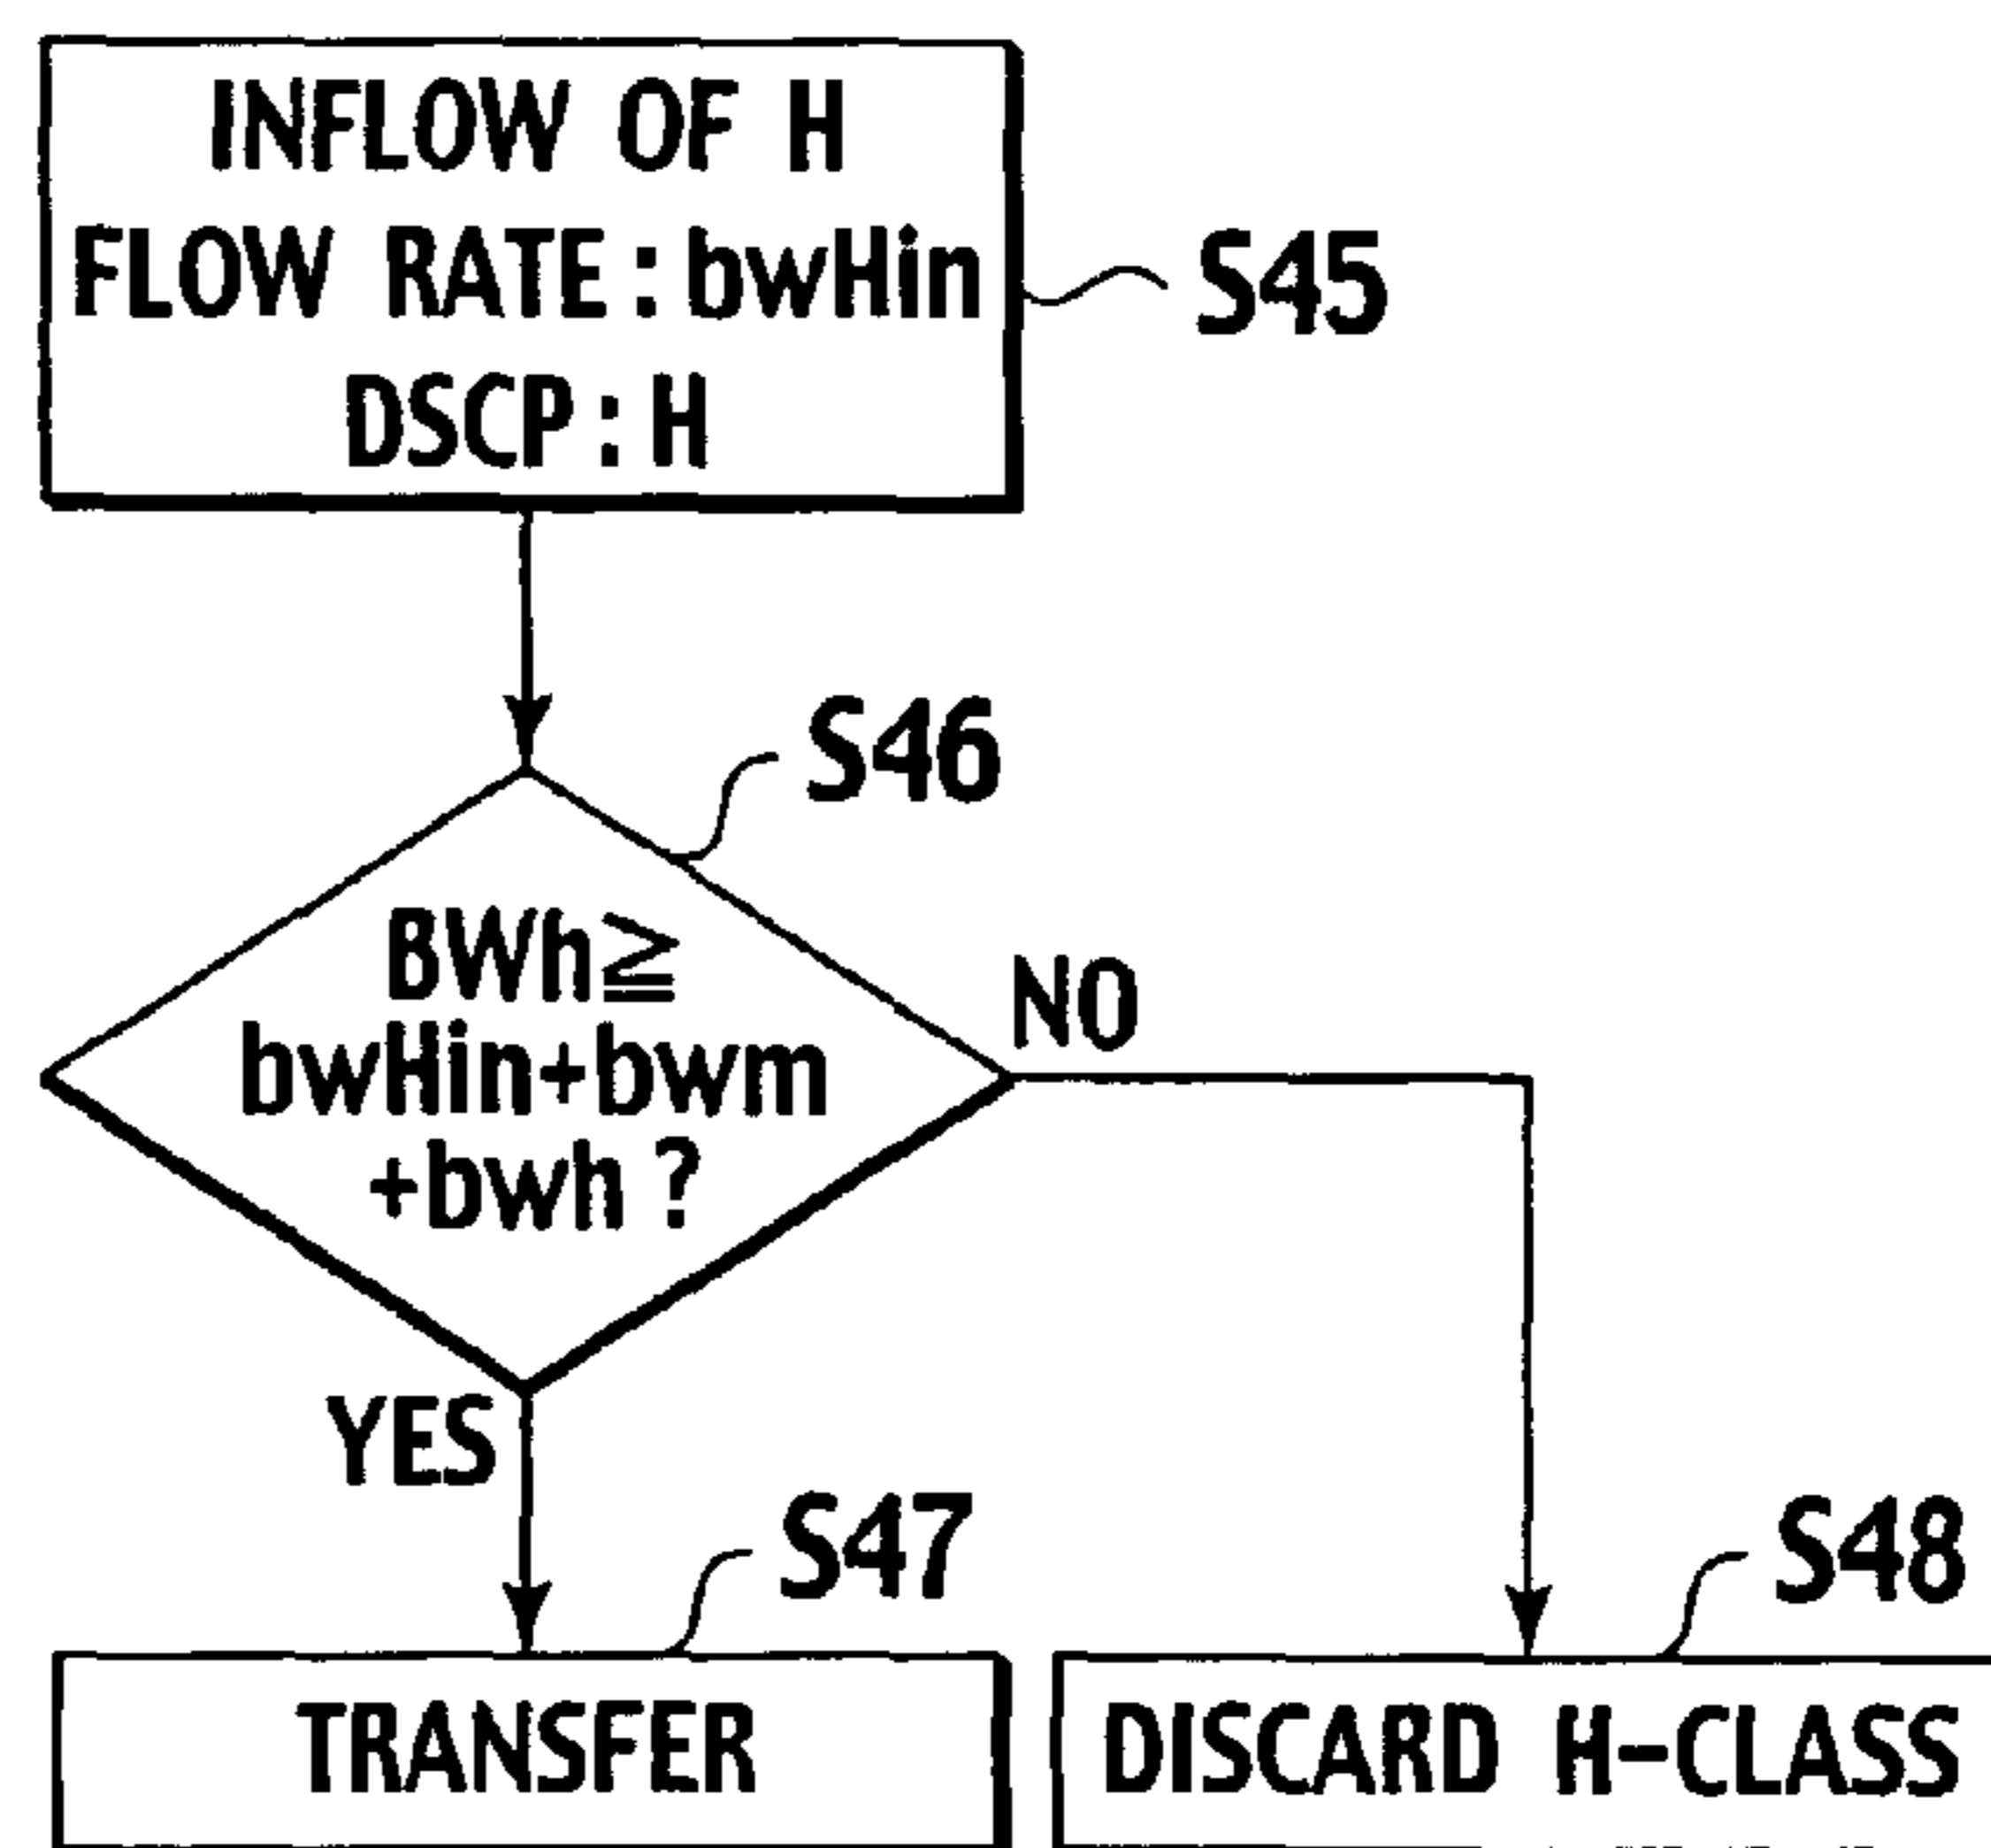 INFLOW OF H
FLOW RATE:bwHin
DSCP:H
S45
S46
BWh≧
bwHin+bwm
+bwh?
NO
YES
S47
TRANSFER
S48
DISCARD H-CLASS